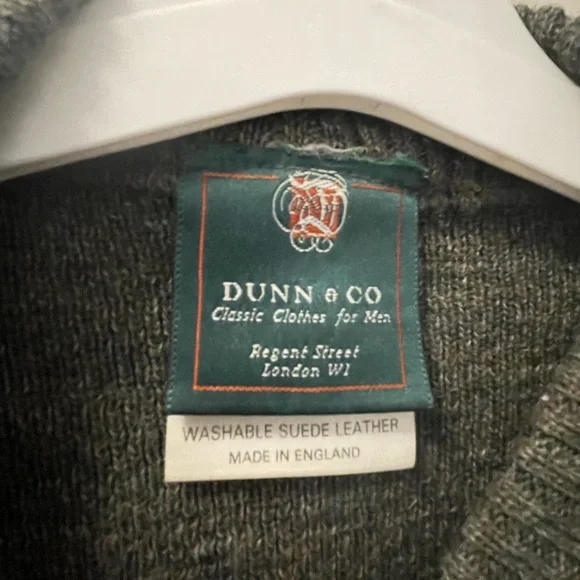 DUNN & CO
Classic Clothes for Men
Regent Street
London W1
WASHABLE SUEDE LEATHER
MADE IN ENGLAND